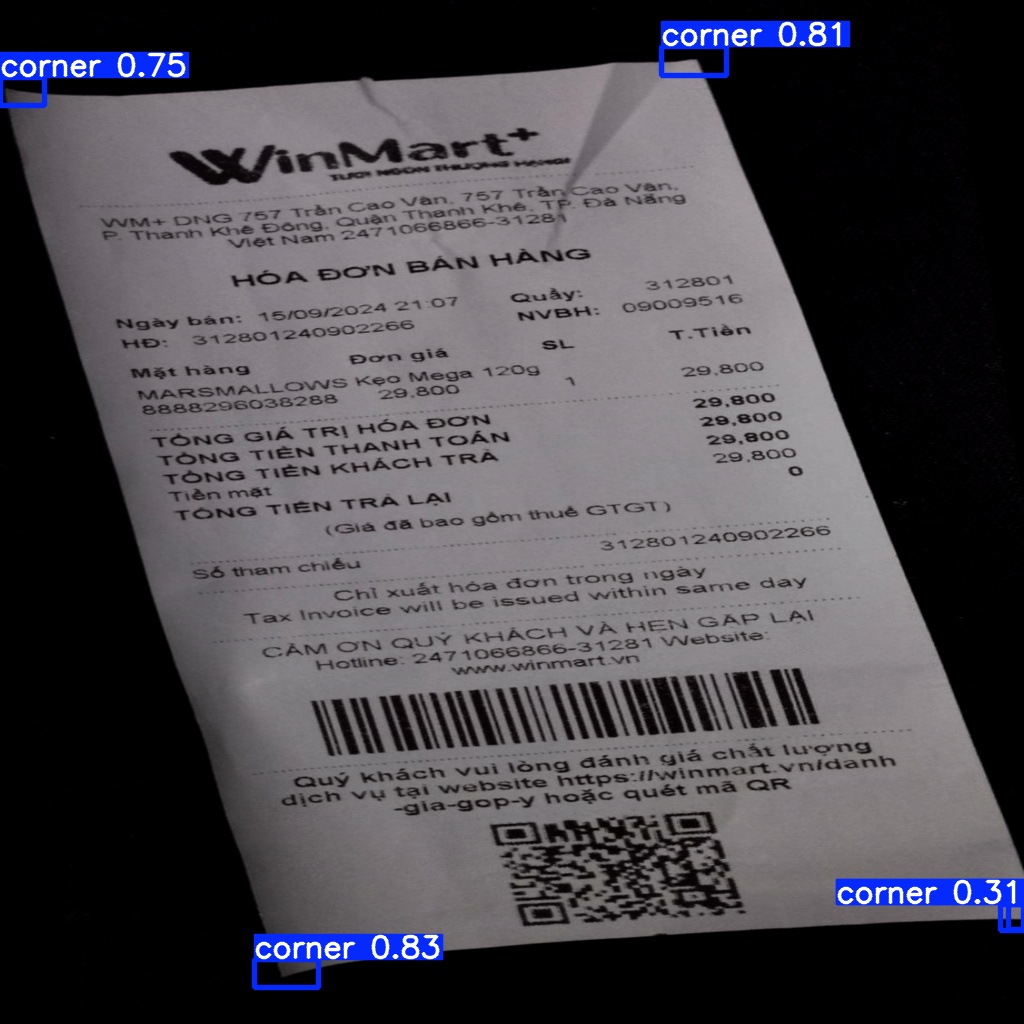 corner 0.81
corner 0.75
WinMart+
TƯƠI NGON THƯỢNG HẠNG!
WM+ DNG 757 Trần Cao Vân, 757 Trần Cao Vân,
P. Thanh Khê Đông, Quận Thanh Khê, TP. Đà Nẵng
Việt Nam 2471066866-31281
HÓA ĐƠN BÁN HÀNG
Ngày bán: 15/09/2024 21:07 Quầy: 312801
HĐ: 312801240902266 NVBH: 09009516
Mặt hàng Đơn giá SL T.Tiền
MARSMALLOWS Kẹo Mega 120g
8888296038288 29,800 1 29,800
TỔNG GIÁ TRỊ HÓA ĐƠN 29,800
TỔNG TIỀN THANH TOÁN 29,800
TỔNG TIỀN KHÁCH TRẢ 29,800
Tiền mặt 29,800
TỔNG TIỀN TRẢ LẠI 0
(Giá đã bao gồm thuế GTGT)
Số tham chiếu 312801240902266
Chỉ xuất hóa đơn trong ngày
Tax Invoice will be issued within same day
CẢM ƠN QUÝ KHÁCH VÀ HẸN GẶP LẠI
Hotline: 2471066866-31281 Website:
www.winmart.vn
Quý khách vui lòng đánh giá chất lượng
dịch vụ tại website https://winmart.vn/danh
-gia-gop-y hoặc quét mã QR
corner 0.31
corner 0.83